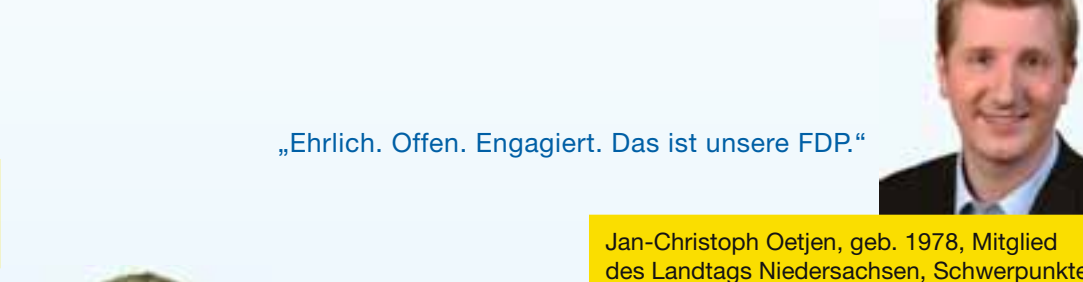 „Ehrlich. Offen. Engagiert. Das ist unsere FDP.“
Jan-Christoph Oetjen, geb. 1978, Mitglied
des Landtags Niedersachsen, Schwerpunkte